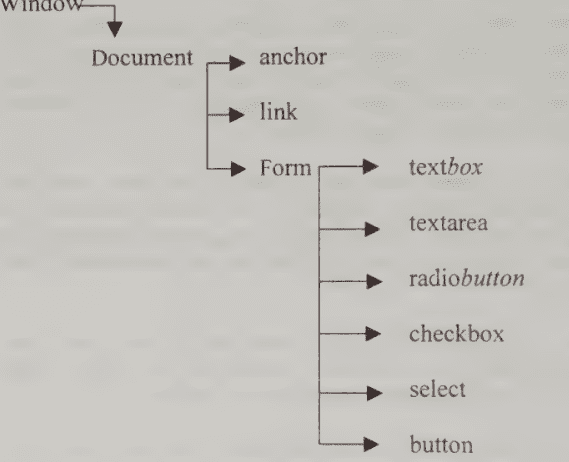 Window
Document
anchor
link
Form
textbox
textarea
radiobutton
checkbox
select
button